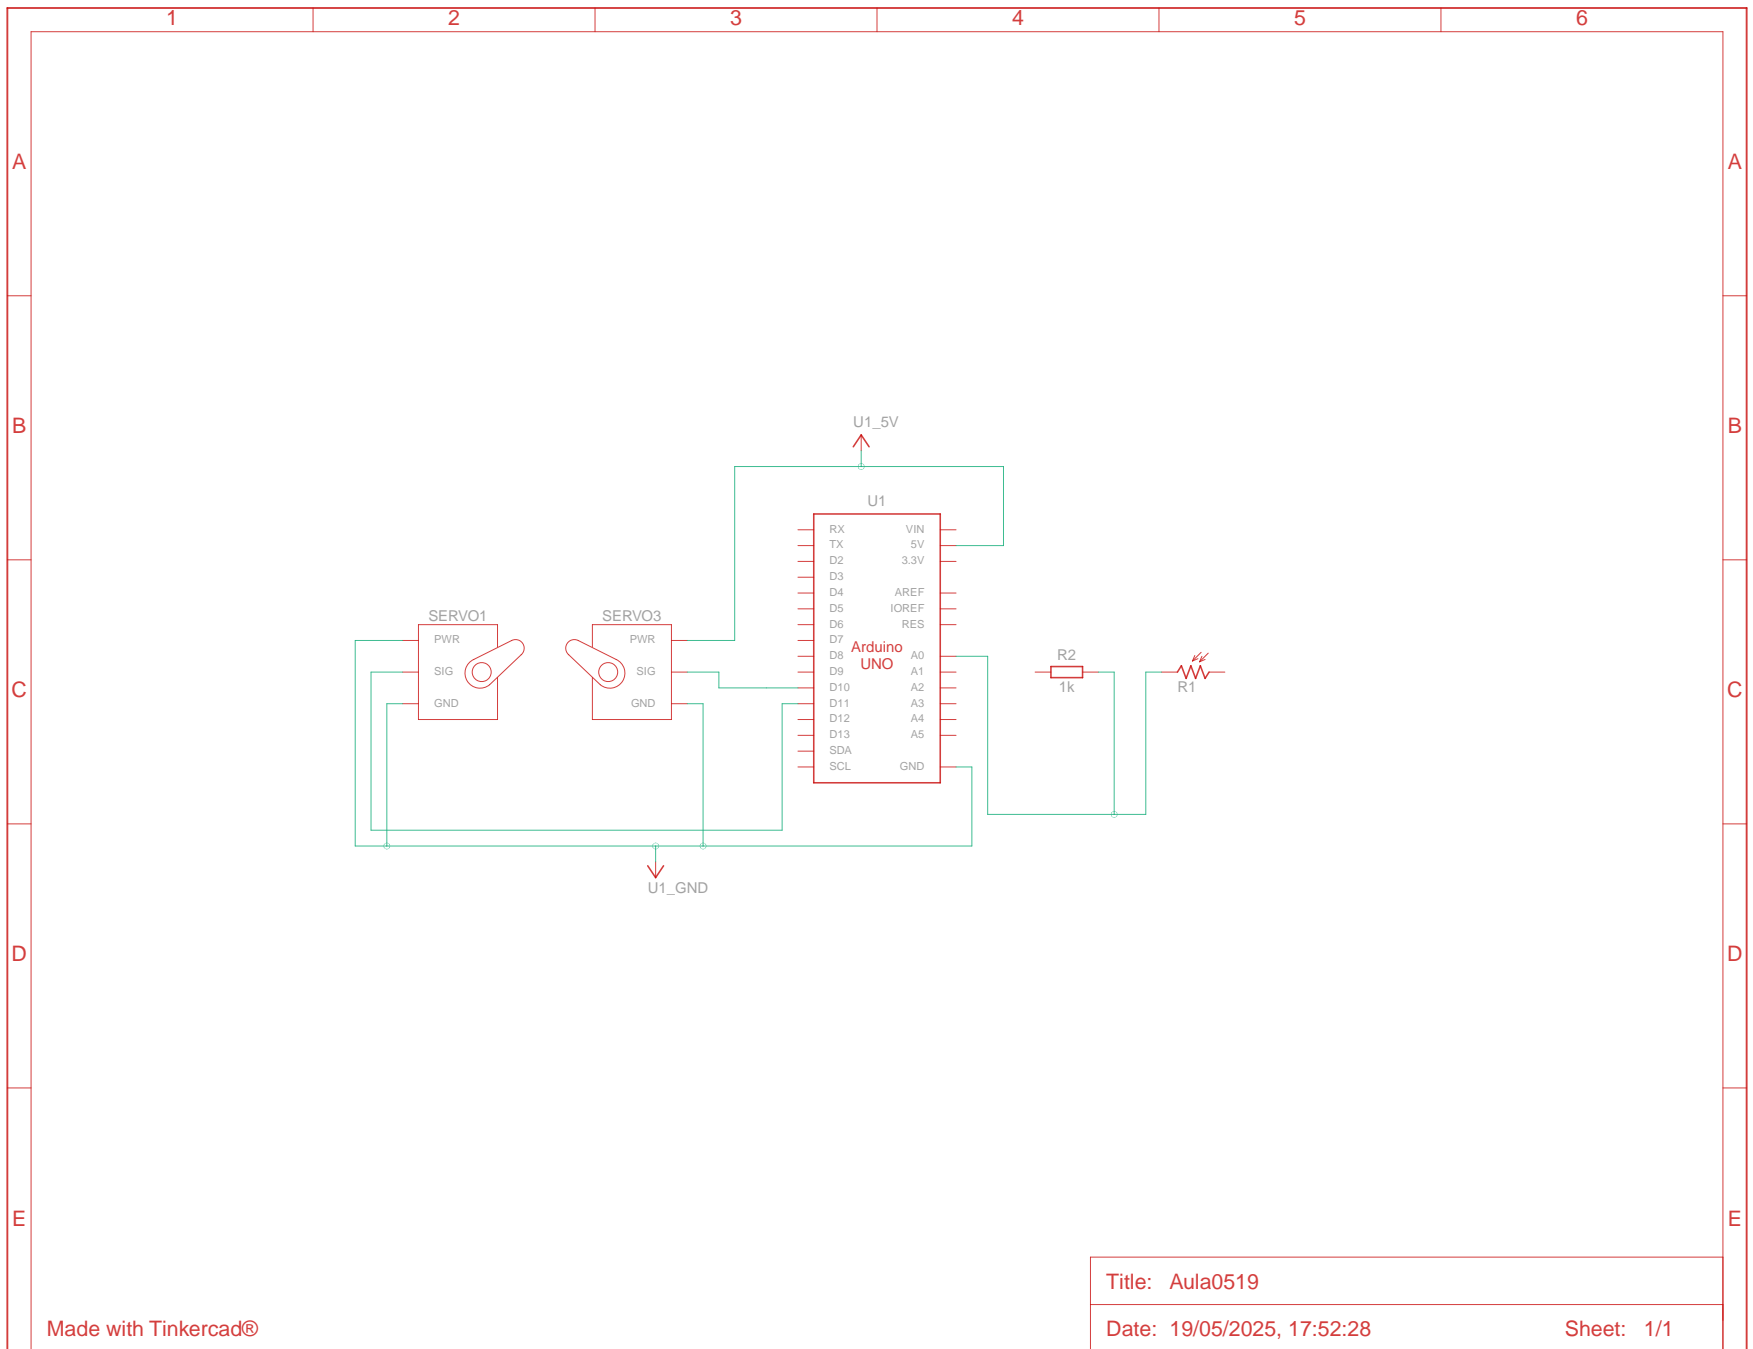 1 2 3 4 5 6
A A
B B
U1_5V
U1
RX VIN
TX 5V
D2 3.3V
D3
D4 AREF
D5 IOREF
D6 RES
D7
D8 A0
D9 A1
D10 A2
D11 A3
D12 A4
D13 A5
SDA
SCL GND
Arduino
UNO
SERVO1
PWR
SIG
GND
SERVO3
PWR
SIG
GND
R2
1k
R1
C C
U1_GND
D D
E E
Title: Aula0519
Made with Tinkercad®
Date: 19/05/2025, 17:52:28 Sheet: 1/1